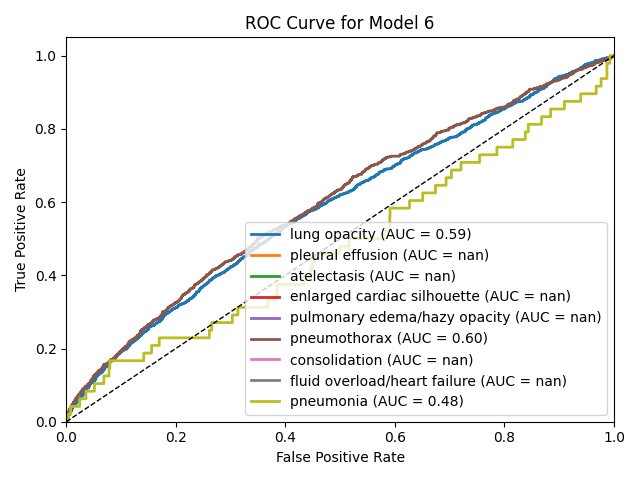 ROC Curve for Model 6
True Positive Rate
1.0
0.8
0.6
0.4
0.2
0.0
lung opacity (AUC = 0.59)
pleural effusion (AUC = nan)
atelectasis (AUC = nan)
enlarged cardiac silhouette (AUC = nan)
pulmonary edema/hazy opacity (AUC = nan)
pneumothorax (AUC = 0.60)
consolidation (AUC = nan)
fluid overload/heart failure (AUC = nan)
pneumonia (AUC = 0.48)
0.0 0.2 0.4 0.6 0.8 1.0
False Positive Rate